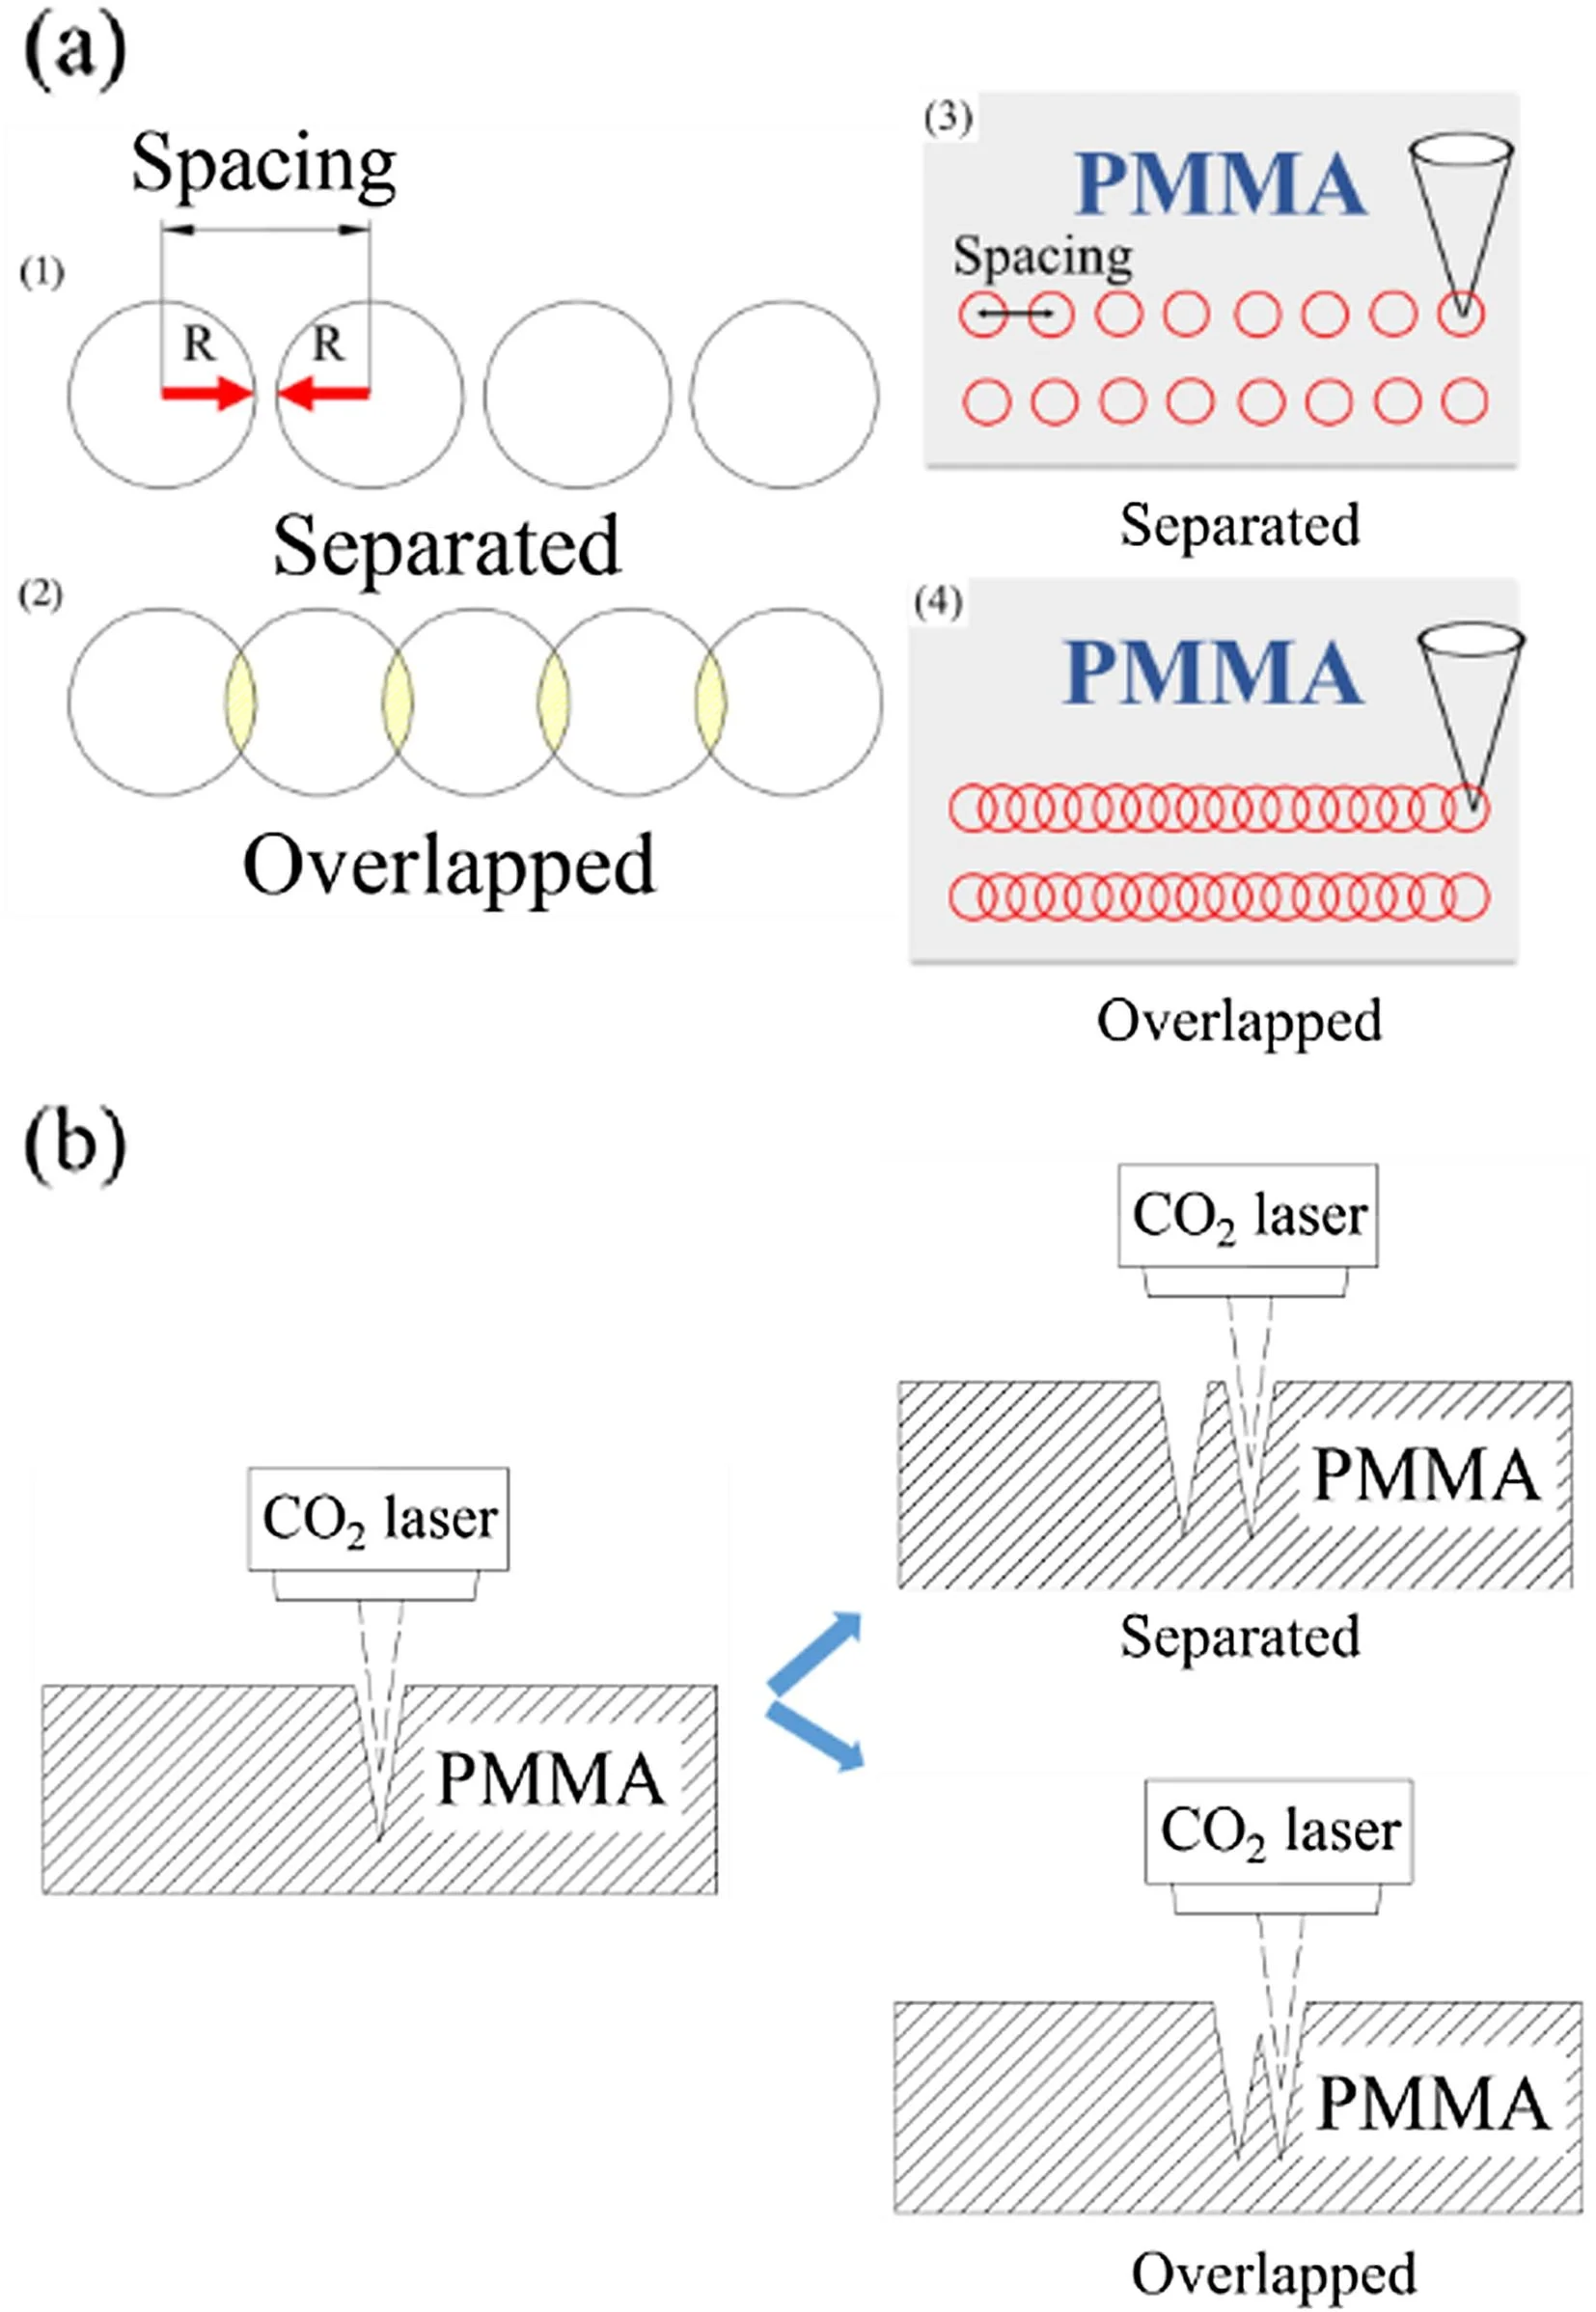 (a)
Spacing
(1)
R R
Separated
(2)
Overlapped
(3)
PMMA
Spacing
Separated
(4)
PMMA
Overlapped
(b)
CO₂ laser
PMMA
CO₂ laser
PMMA
Separated
CO₂ laser
PMMA
Overlapped